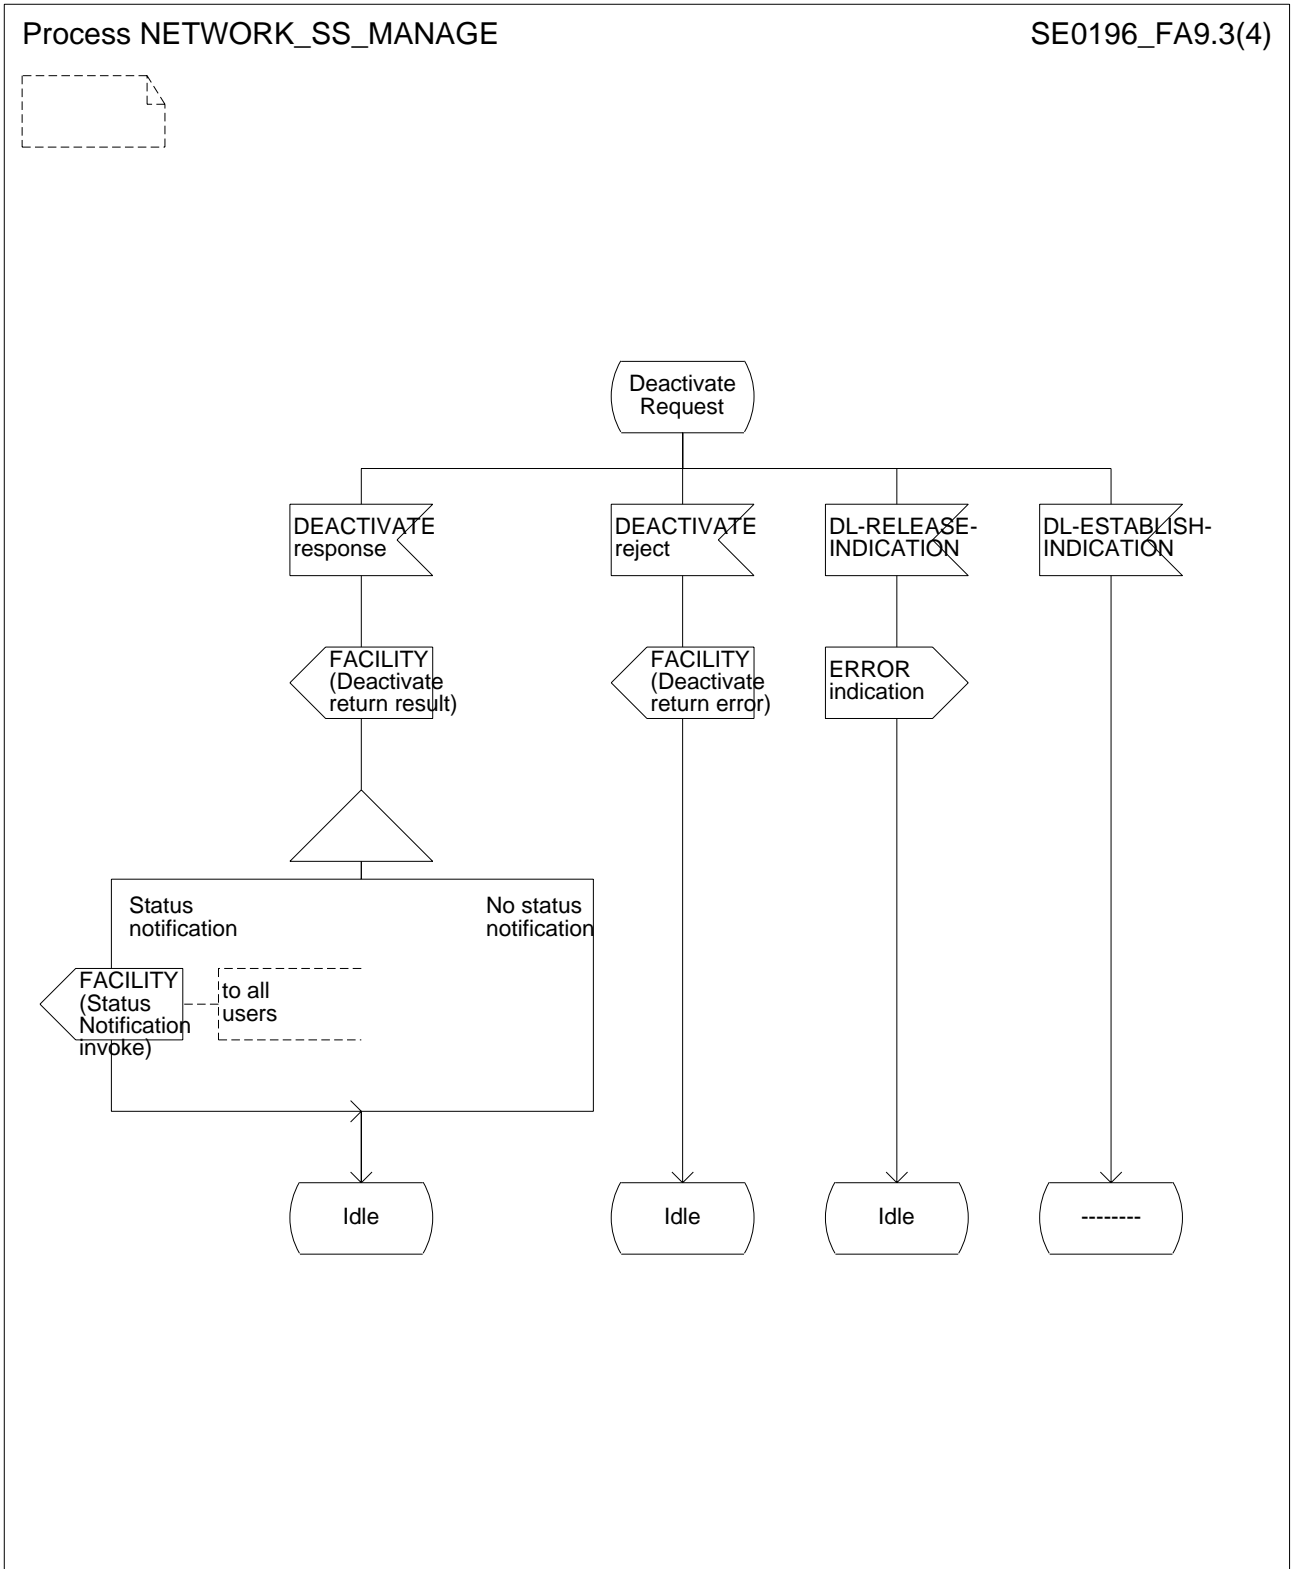 Process NETWORK_SS_MANAGE
SE0196_FA9.3(4)
Deactivate
Request
DEACTIVATE
response
DEACTIVATE
reject
DL-RELEASE-
INDICATION
DL-ESTABLISH-
INDICATION
FACILITY
(Deactivate
return result)
FACILITY
(Deactivate
return error)
ERROR
indication
Status
notification
No status
notification
FACILITY
(Status
Notification
invoke)
to all
users
Idle
Idle
Idle
--------